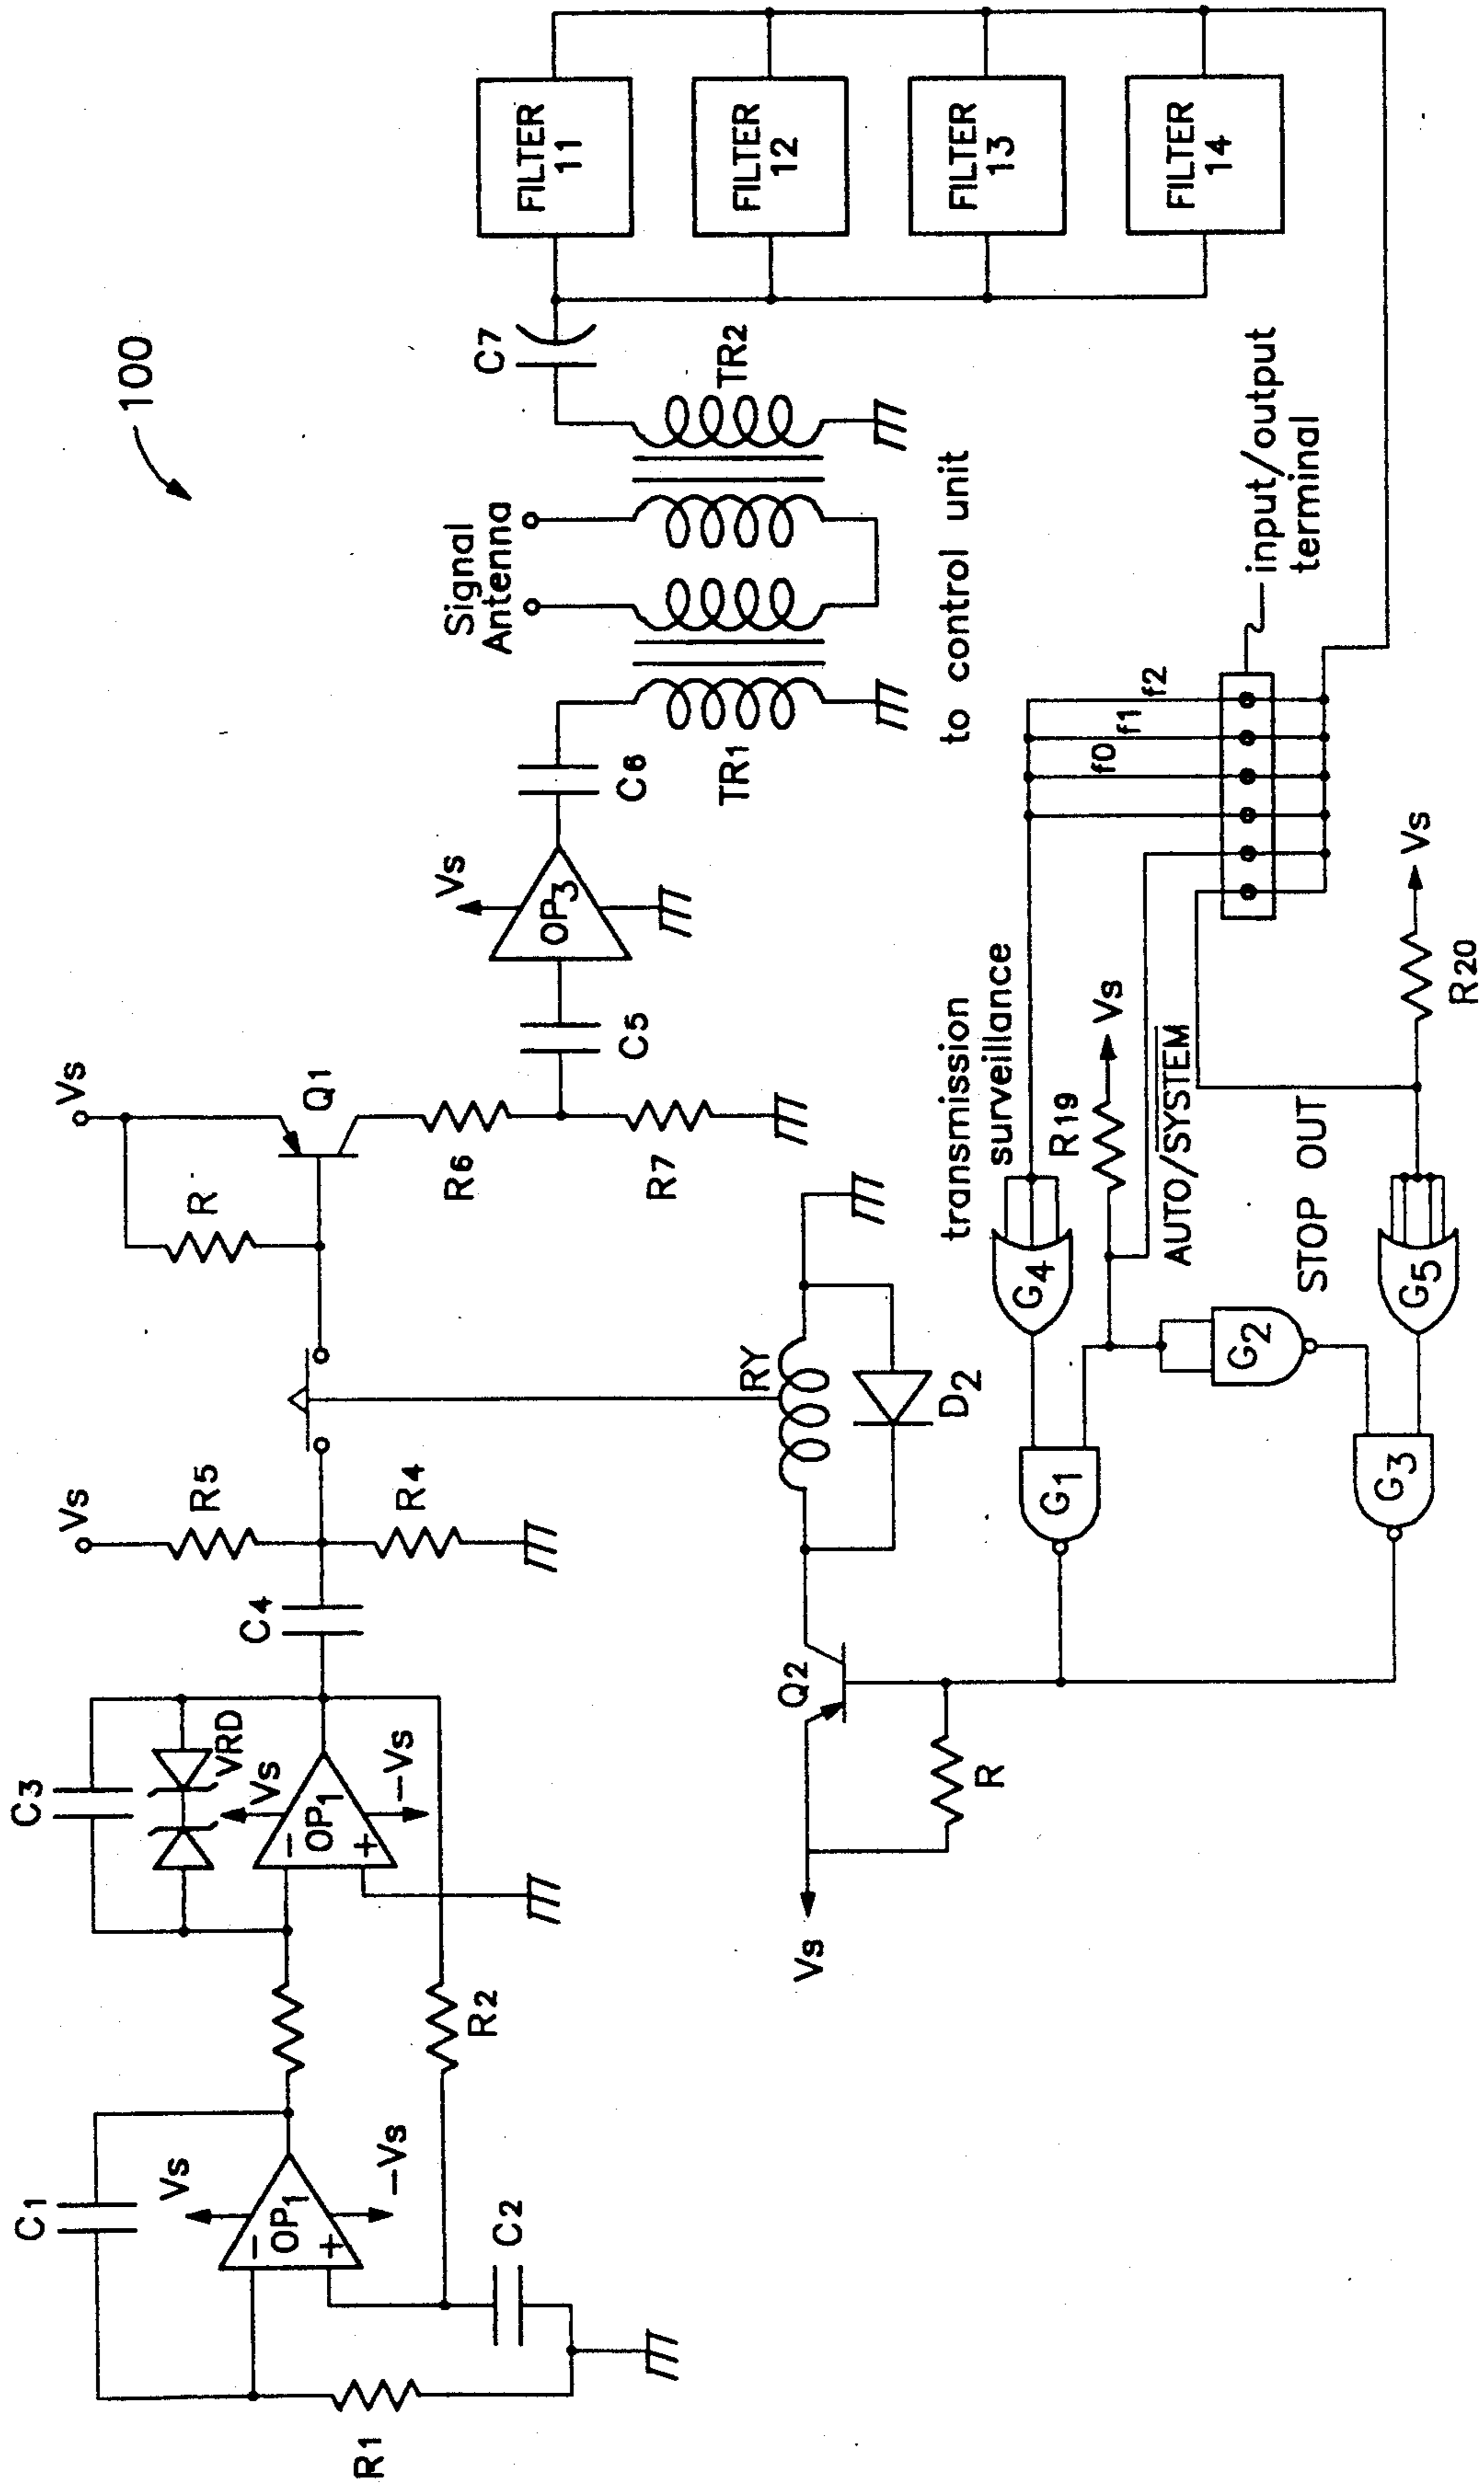 100
C1
Vs
OP1
-Vs
C2
R1
R2
C3
VRD
Vs
OP1
-Vs
C4
Vs
R5
R4
R
Vs
Q1
R6
R7
C5
Vs
OP3
C6
TR1
Signal
Antenna
TR2
C7
FILTER
11
FILTER
12
FILTER
13
FILTER
14
to control unit
Vs
Q2
R
RY
D2
G1
G3
G2
G4
G5
transmission
surveillance
R19
Vs
AUTO/SYSTEM
STOP OUT
R20
Vs
f0
f1
f2
input/output
terminal